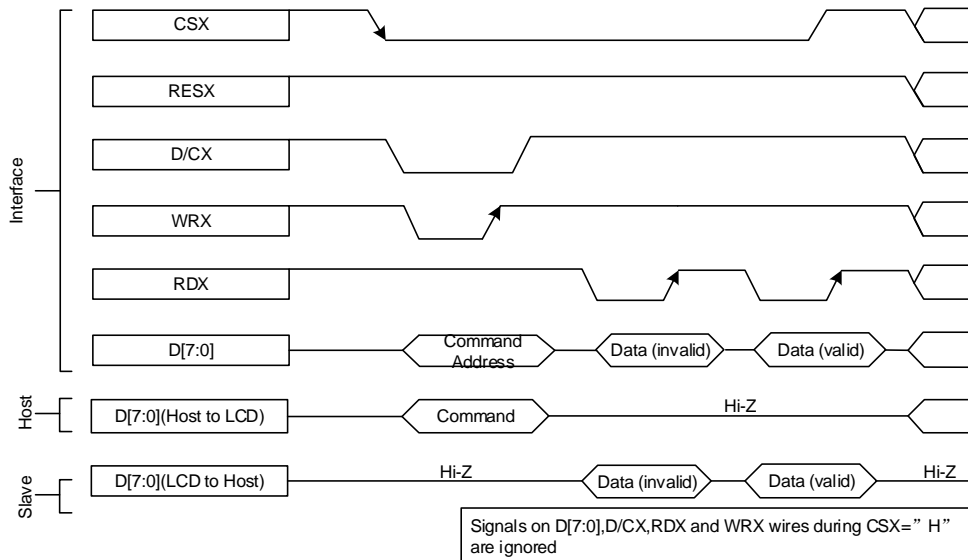 Interface
CSX
RESX
D/CX
WRX
RDX
D[7:0]
Command
Address
Data (invalid)
Data (valid)
Host
D[7:0](Host to LCD)
Command
Hi-Z
Slave
D[7:0](LCD to Host)
Hi-Z
Data (invalid)
Data (valid)
Hi-Z
Signals on D[7:0],D/CX,RDX and WRX wires during CSX=”H”
are ignored